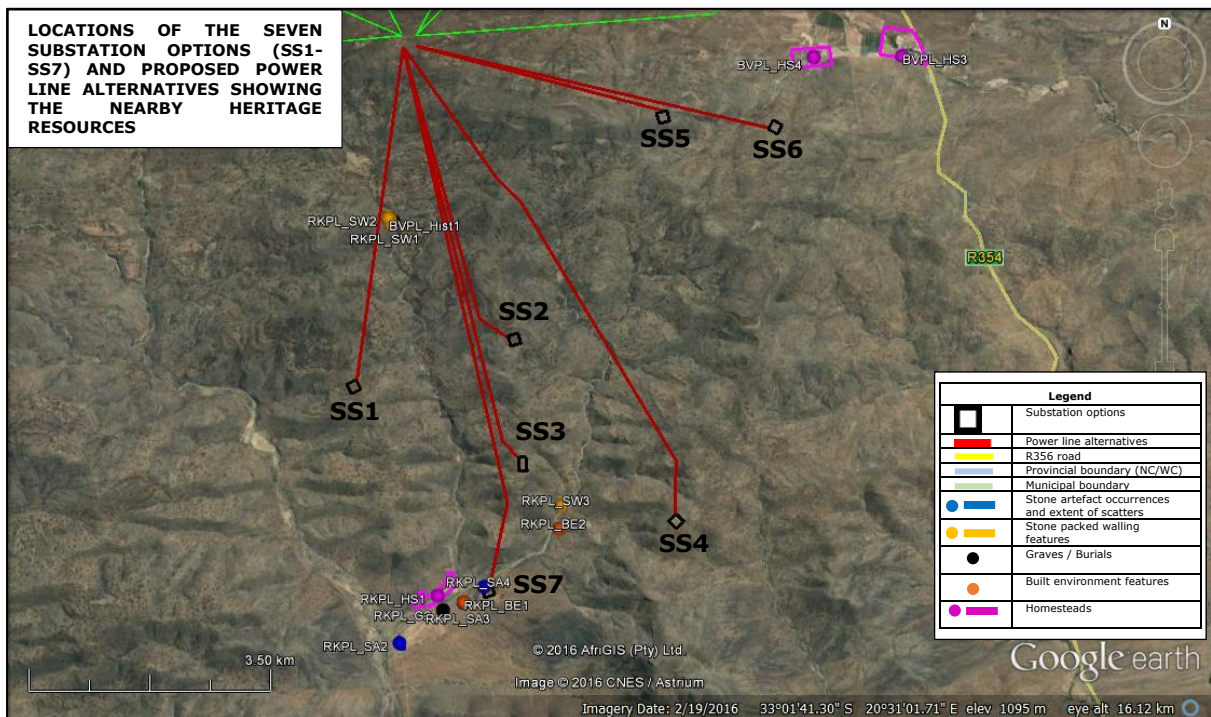 LOCATIONS OF THE SEVEN
SUBSTATION OPTIONS (SS1-
SS7) AND PROPOSED POWER
LINE ALTERNATIVES SHOWING
THE NEARBY HERITAGE
RESOURCES
N
BVPL_HS4
BVPL_HS3
SS5
SS6
RKPL_SW2
BVPL_Hist1
RKPL_SW1
R354
SS2
SS1
SS3
RKPL_SW3
RKPL_BE2
SS4
RKPL_SA4
SS7
RKPL_HS1
RKPL_BE1
RKPL_SA3
RKPL_SA2
Legend
Substation options
Power line alternatives
R356 road
Provincial boundary (NC/WC)
Municipal boundary
Stone artefact occurrences
and extent of scatters
Stone packed walling
features
Graves / Burials
Built environment features
Homesteads
3.50 km
© 2016 AfriGIS (Pty) Ltd.
Image © 2016 CNES / Astrium
Google earth
Imagery Date: 2/19/2016 33°01'41.30" S 20°31'01.71" E elev 1095 m eye alt 16.12 km